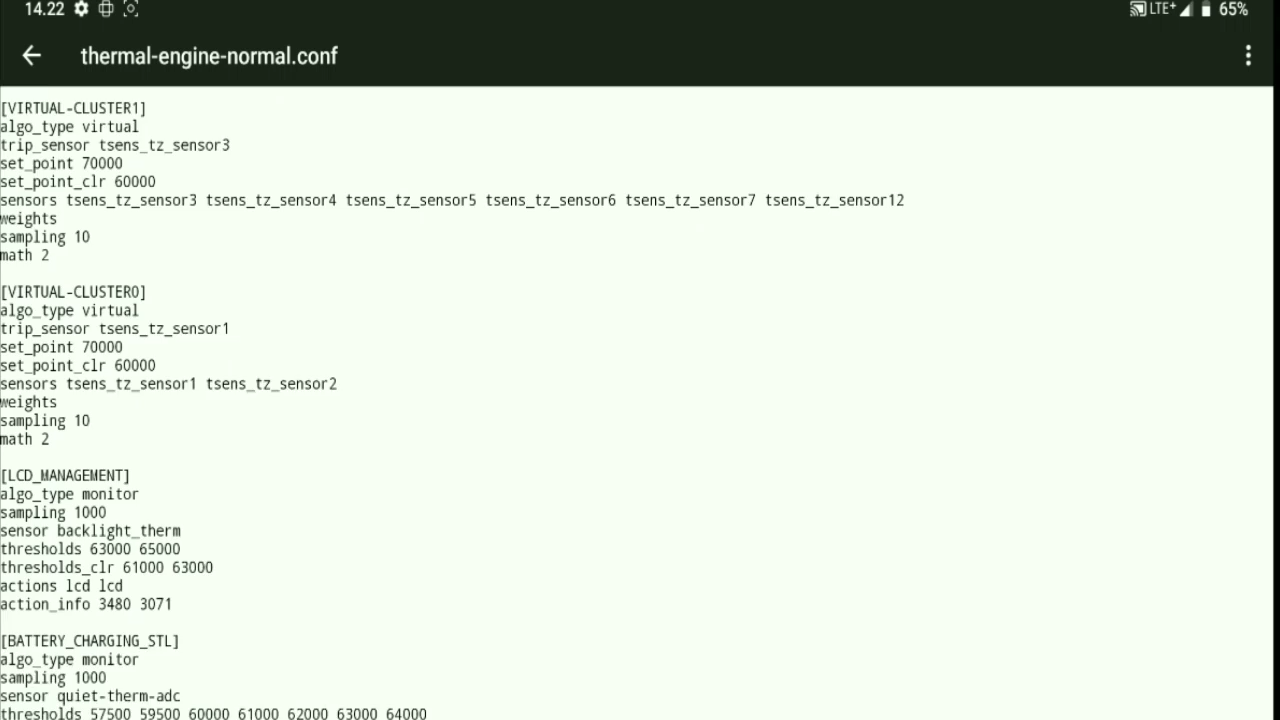 14.22 LTE+ 65%
thermal-engine-normal.conf
[VIRTUAL-CLUSTER1]
algo_type virtual
trip_sensor tsens_tz_sensor3
set_point 70000
set_point_clr 60000
sensors tsens_tz_sensor3 tsens_tz_sensor4 tsens_tz_sensor5 tsens_tz_sensor6 tsens_tz_sensor7 tsens_tz_sensor12
weights
sampling 10
math 2
[VIRTUAL-CLUSTER0]
algo_type virtual
trip_sensor tsens_tz_sensor1
set_point 70000
set_point_clr 60000
sensors tsens_tz_sensor1 tsens_tz_sensor2
weights
sampling 10
math 2
[LCD_MANAGEMENT]
algo_type monitor
sampling 1000
sensor backlight_therm
thresholds 63000 65000
thresholds_clr 61000 63000
actions lcd lcd
action_info 3480 3071
[BATTERY_CHARGING_STL]
algo_type monitor
sampling 1000
sensor quiet-therm-adc
thresholds 57500 59500 60000 61000 62000 63000 64000